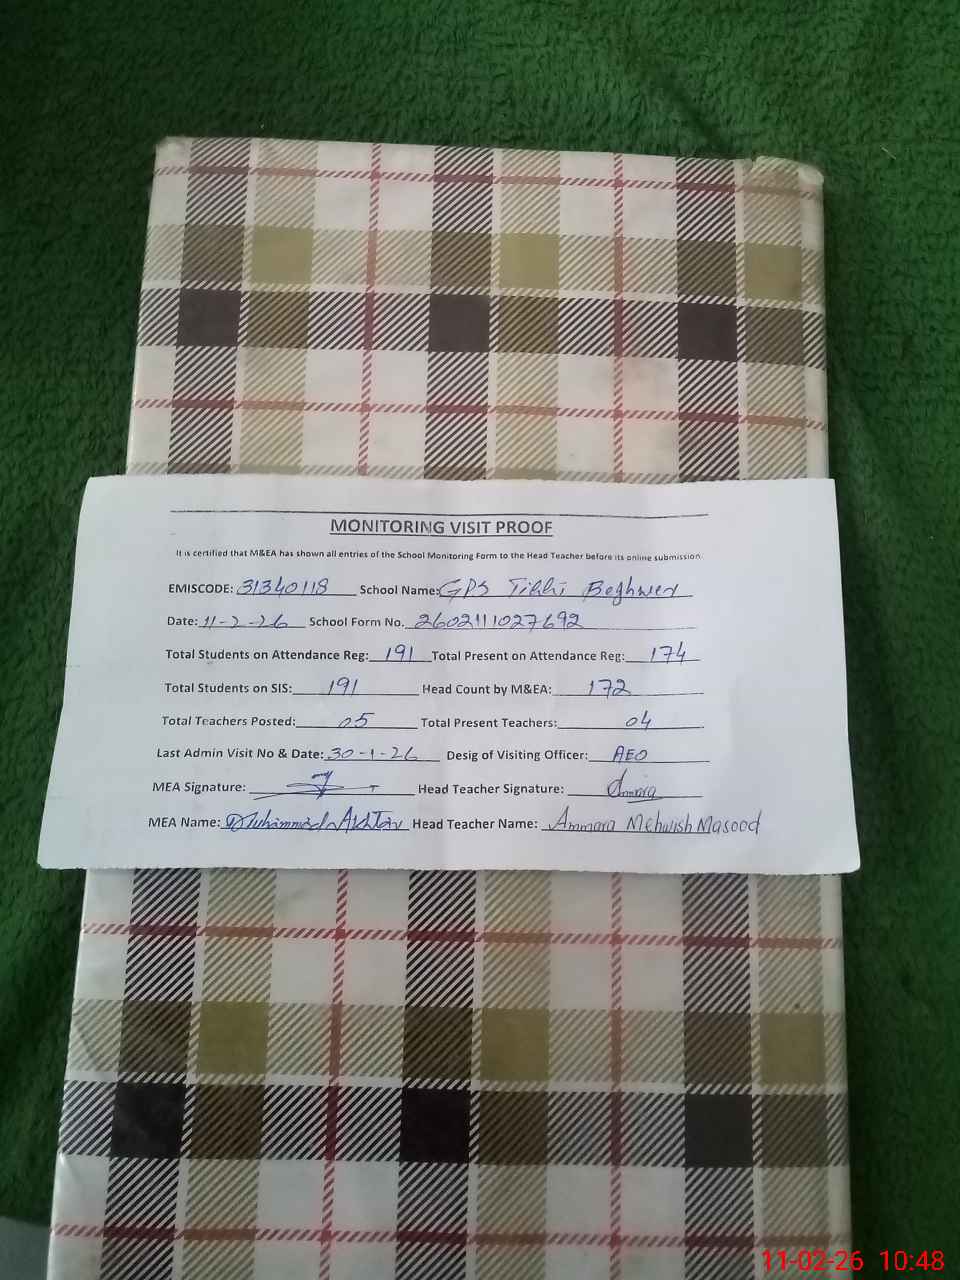 MONITORING VISIT PROOF
It is certified that M&EA has shown all entries of the School Monitoring Form to the Head Teacher before its online submission.
EMISCODE: 31340118 School Name: GPS Tibbi Beghwer
Date: 11-2-26 School Form No. 2602111027692
Total Students on Attendance Reg: 191 Total Present on Attendance Reg: 174
Total Students on SIS: 191 Head Count by M&EA: 172
Total Teachers Posted: 05 Total Present Teachers: 04
Last Admin Visit No & Date: 30-1-26 Desig of Visiting Officer: AEO
MEA Signature: Head Teacher Signature: Ammara
MEA Name: Muhammad Akhtar Head Teacher Name: Ammara Mehwish Masood
11-02-26 10:48